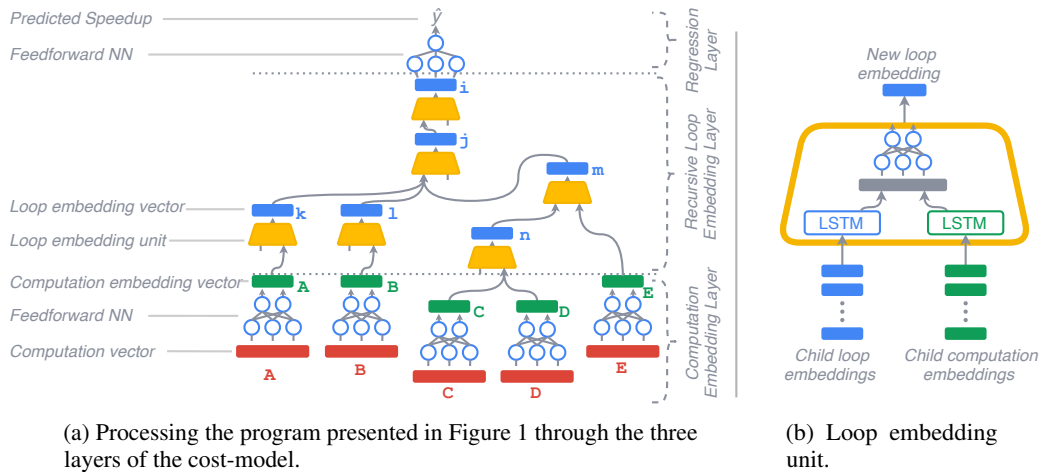 Predicted Speedup
ŷ
Feedforward NN
Regression
Layer
i
j
m
Recursive Loop
Embedding Layer
Loop embedding vector
k
l
Loop embedding unit
n
Computation embedding vector
A
B
E
Feedforward NN
C
D
Computation
Embedding Layer
Computation vector
A
B
C
D
E
(a) Processing the program presented in Figure 1 through the three
layers of the cost-model.
New loop
embedding
LSTM
LSTM
Child loop
embeddings
Child computation
embeddings
(b) Loop embedding
unit.